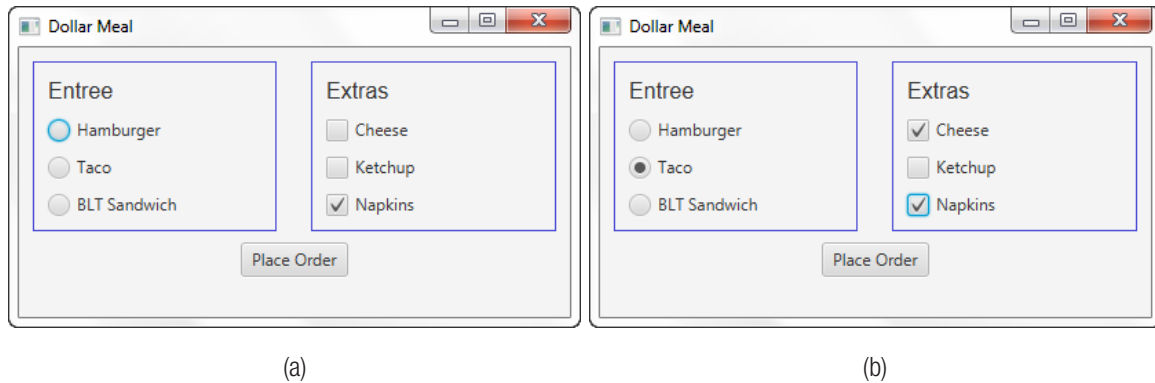 Dollar Meal
Entree
Hamburger
Taco
BLT Sandwich
Extras
Cheese
Ketchup
Napkins
Place Order
(a)
Dollar Meal
Entree
Hamburger
Taco
BLT Sandwich
Extras
Cheese
Ketchup
Napkins
Place Order
(b)